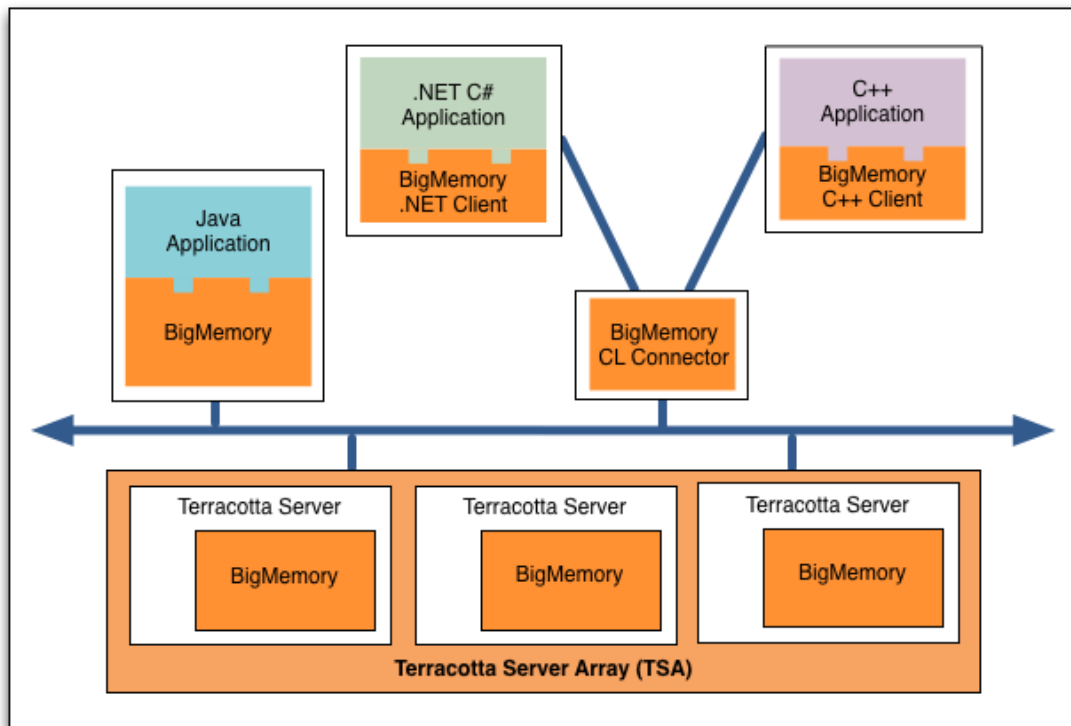 .NET C#
Application
BigMemory
.NET Client
C++
Application
BigMemory
C++ Client
Java
Application
BigMemory
BigMemory
CL Connector
Terracotta Server
BigMemory
Terracotta Server
BigMemory
Terracotta Server
BigMemory
Terracotta Server Array (TSA)